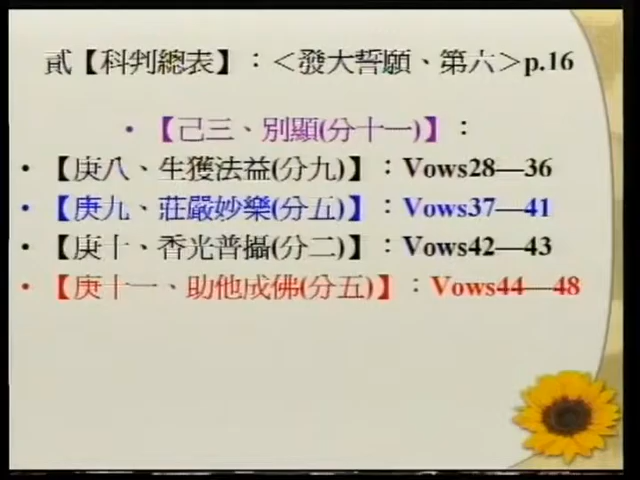 貳【科判總表】：＜發大誓願、第六＞p.16
•【己三、別顯(分十一)】：
•【庚八、生獲法益(分九)】：Vows28—36
•【庚九、莊嚴妙樂(分五)】：Vows37—41
•【庚十、香光普攝(分二)】：Vows42—43
•【庚十一、助他成佛(分五)】：Vows44—48